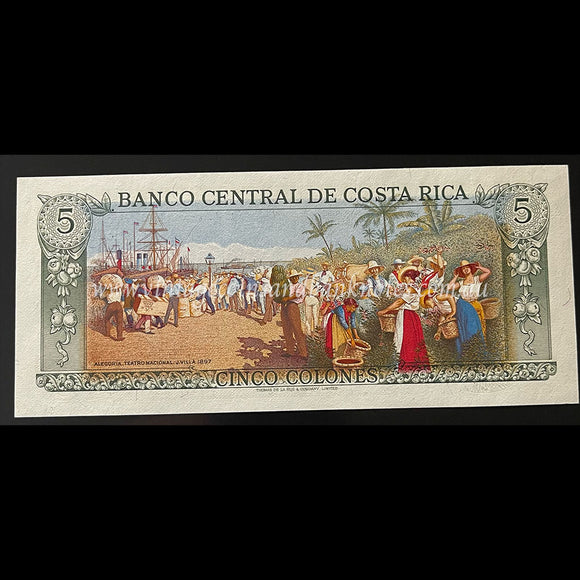 BANCO CENTRAL DE COSTA RICA
5 5
ALEGORIA, TEATRO NACIONAL. J. VILLA. 1897
CINCO COLONES
THOMAS DE LA RUE & COMPANY, LIMITED